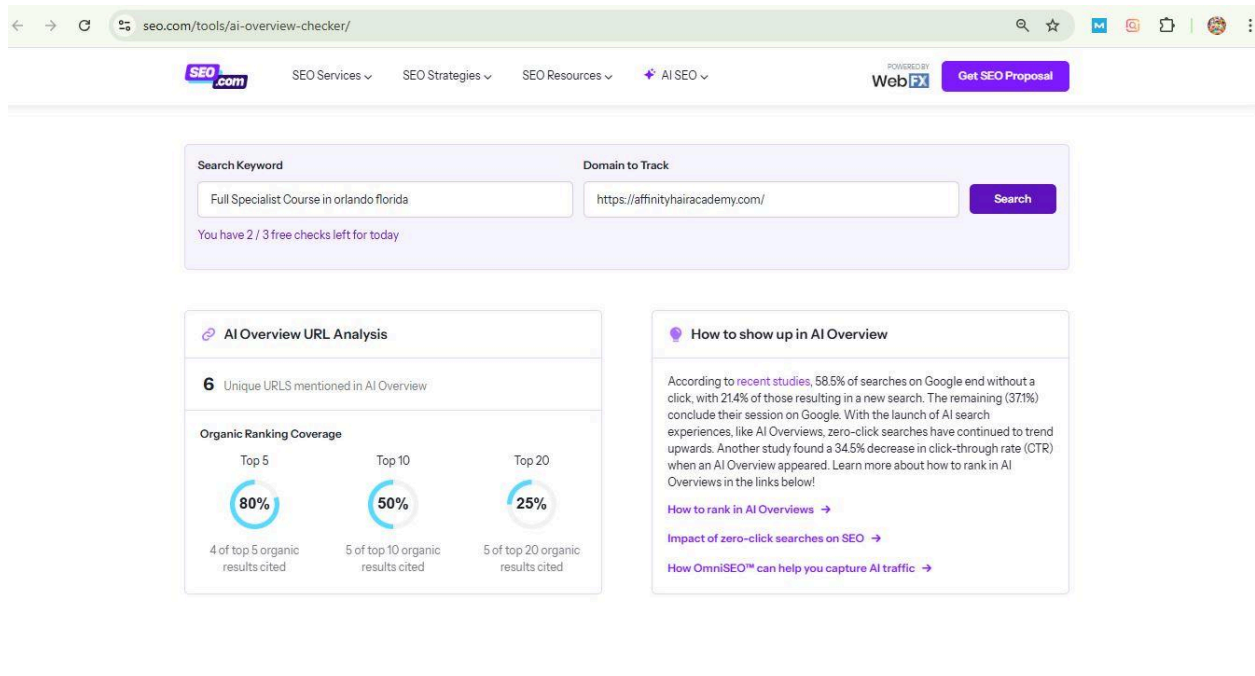 seo.com/tools/ai-overview-checker/
SEO.com
SEO Services
SEO Strategies
SEO Resources
AI SEO
POWERED BY
WebFX
Get SEO Proposal
Search Keyword
Domain to Track
Full Specialist Course in orlando florida
https://affinityhairacademy.com/
Search
You have 2 / 3 free checks left for today
AI Overview URL Analysis
6 Unique URLS mentioned in AI Overview
Organic Ranking Coverage
Top 5
Top 10
Top 20
80%
50%
25%
4 of top 5 organic
results cited
5 of top 10 organic
results cited
5 of top 20 organic
results cited
How to show up in AI Overview
According to recent studies, 58.5% of searches on Google end without a
click, with 21.4% of those resulting in a new search. The remaining (37.1%)
conclude their session on Google. With the launch of AI search
experiences, like AI Overviews, zero-click searches have continued to trend
upwards. Another study found a 34.5% decrease in click-through rate (CTR)
when an AI Overview appeared. Learn more about how to rank in AI
Overviews in the links below!
How to rank in AI Overviews →
Impact of zero-click searches on SEO →
How OmniSEO™ can help you capture AI traffic →